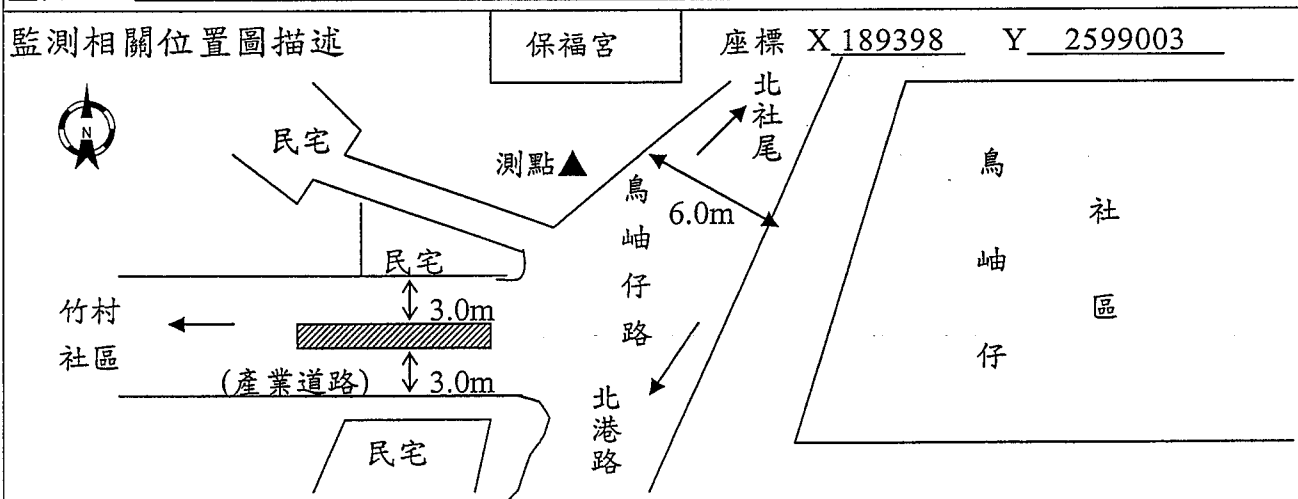 監測相關位置圖描述
保福宮
座標 X 189398 Y 2599003
N
民宅
測點▲
北社尾
鳥岫仔路
6.0m
鳥岫仔
社區
民宅
3.0m
竹村
社區
(產業道路)
3.0m
北港路
民宅